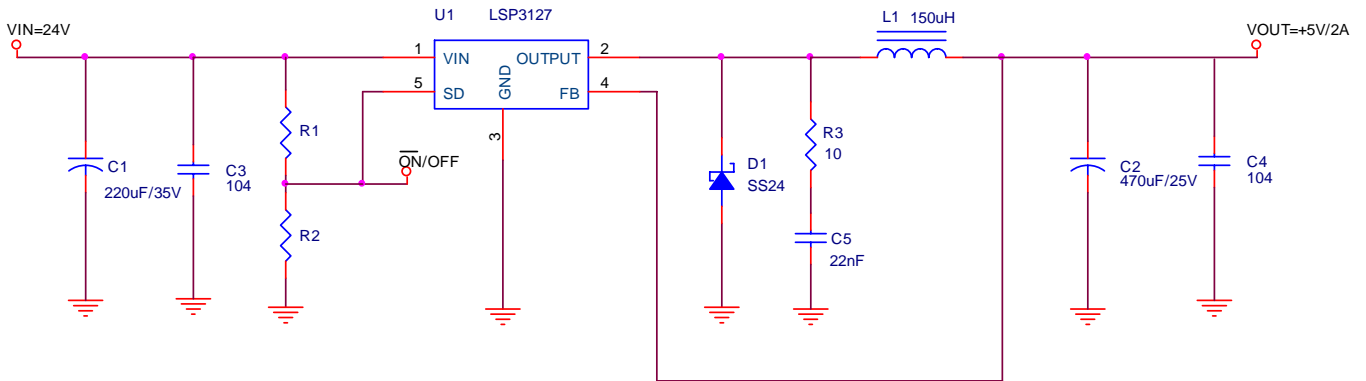 U1 LSP3127
L1 150uH
VIN=24V
VOUT=+5V/2A
1 VIN OUTPUT 2
5 SD GND FB 4
3
R1
R3
10
ON/OFF
C1
220uF/35V
C3
104
D1
SS24
C2
470uF/25V
C4
104
R2
C5
22nF